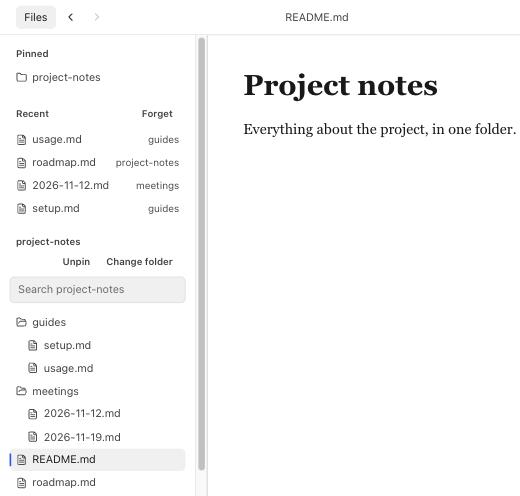 Files
README.md
Pinned
project-notes
Recent Forget
usage.md guides
roadmap.md project-notes
2026-11-12.md meetings
setup.md guides
project-notes
Unpin Change folder
Search project-notes
guides
setup.md
usage.md
meetings
2026-11-12.md
2026-11-19.md
README.md
roadmap.md
Project notes
Everything about the project, in one folder.